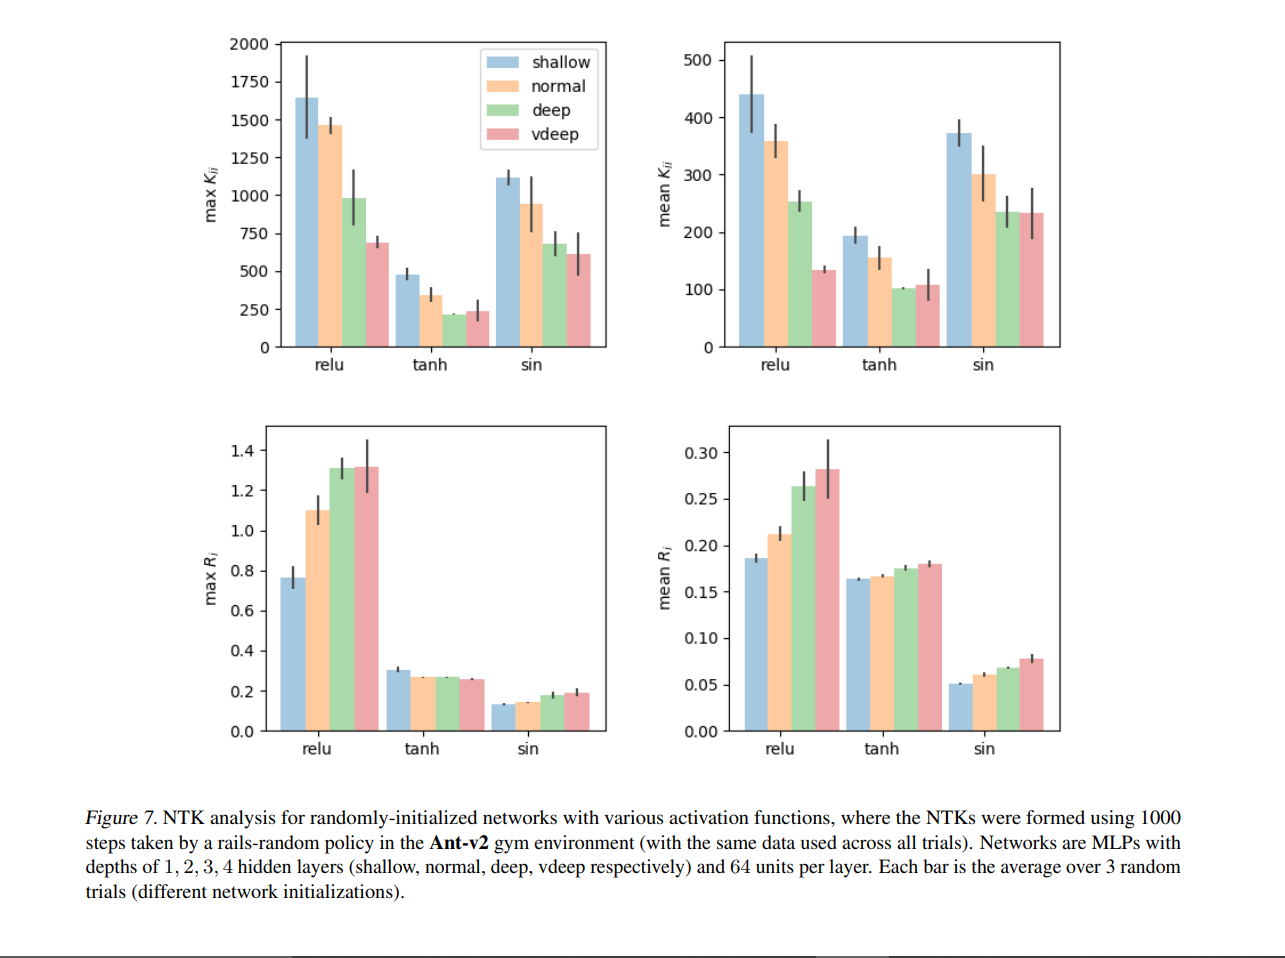 2000
1750
1500
1250
1000
750
500
250
0
max Kii
shallow
normal
deep
vdeep
relu tanh sin
500
400
300
200
100
0
mean Kii
relu tanh sin
1.4
1.2
1.0
0.8
0.6
0.4
0.2
0.0
max Ri
relu tanh sin
0.30
0.25
0.20
0.15
0.10
0.05
0.00
mean Ri
relu tanh sin
Figure 7. NTK analysis for randomly-initialized networks with various activation functions, where the NTKs were formed using 1000
steps taken by a rails-random policy in the Ant-v2 gym environment (with the same data used across all trials). Networks are MLPs with
depths of 1, 2, 3, 4 hidden layers (shallow, normal, deep, vdeep respectively) and 64 units per layer. Each bar is the average over 3 random
trials (different network initializations).